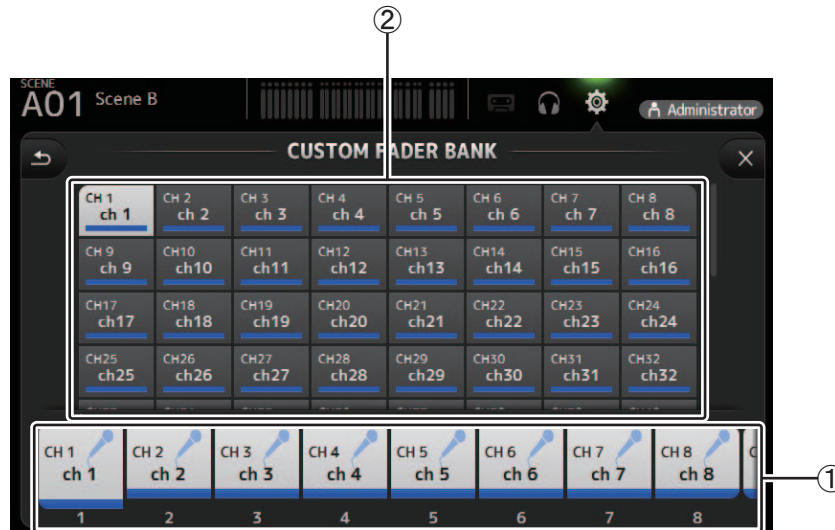 ②
SCENE
A01 Scene B
Administrator
CUSTOM FADER BANK
CH 1 CH 2 CH 3 CH 4 CH 5 CH 6 CH 7 CH 8
ch 1 ch 2 ch 3 ch 4 ch 5 ch 6 ch 7 ch 8
CH 9 CH10 CH11 CH12 CH13 CH14 CH15 CH16
ch 9 ch10 ch11 ch12 ch13 ch14 ch15 ch16
CH17 CH18 CH19 CH20 CH21 CH22 CH23 CH24
ch17 ch18 ch19 ch20 ch21 ch22 ch23 ch24
CH25 CH26 CH27 CH28 CH29 CH30 CH31 CH32
ch25 ch26 ch27 ch28 ch29 ch30 ch31 ch32
CH 1 CH 2 CH 3 CH 4 CH 5 CH 6 CH 7 CH 8
ch 1 ch 2 ch 3 ch 4 ch 5 ch 6 ch 7 ch 8
①
1 2 3 4 5 6 7 8